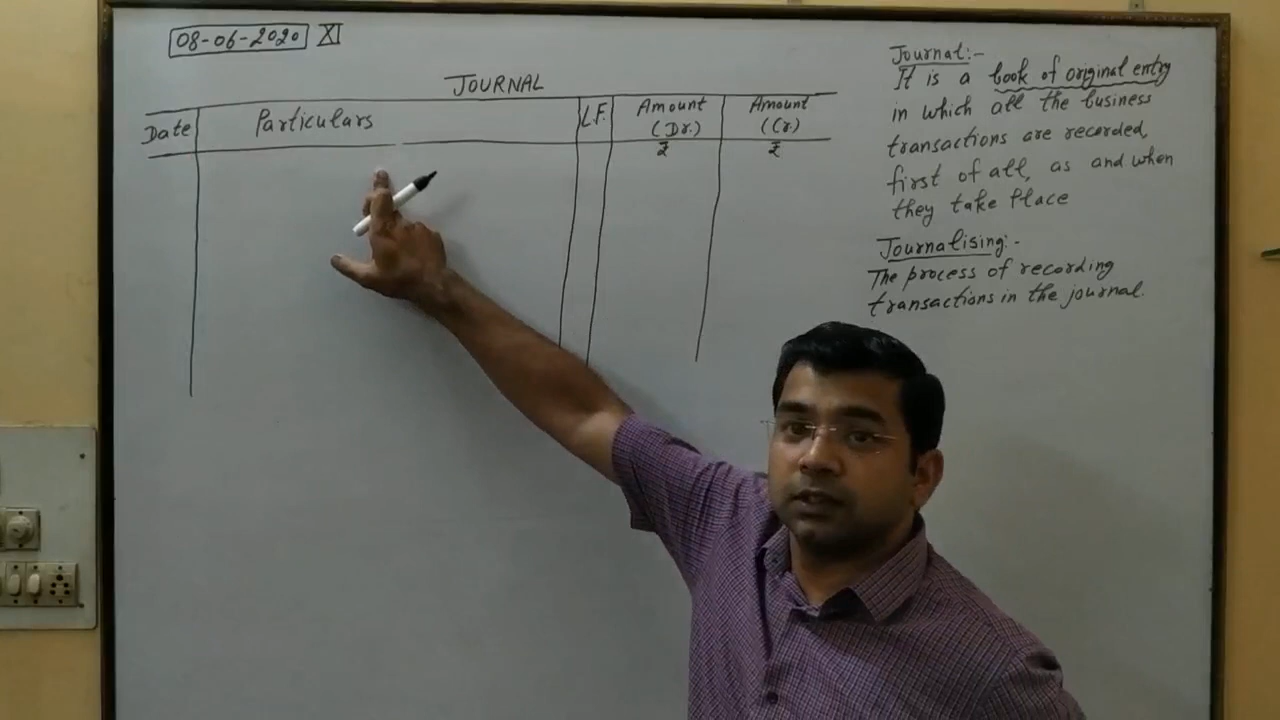 08-06-2020 XI
JOURNAL
Date Particulars L.F. Amount (Dr.) Amount (Cr.)
₹ ₹
Journal:-
It is a book of original entry
in which all the business
transactions are recorded,
first of all, as and when
they take Place
Journalising:-
The process of recording
transactions in the journal.